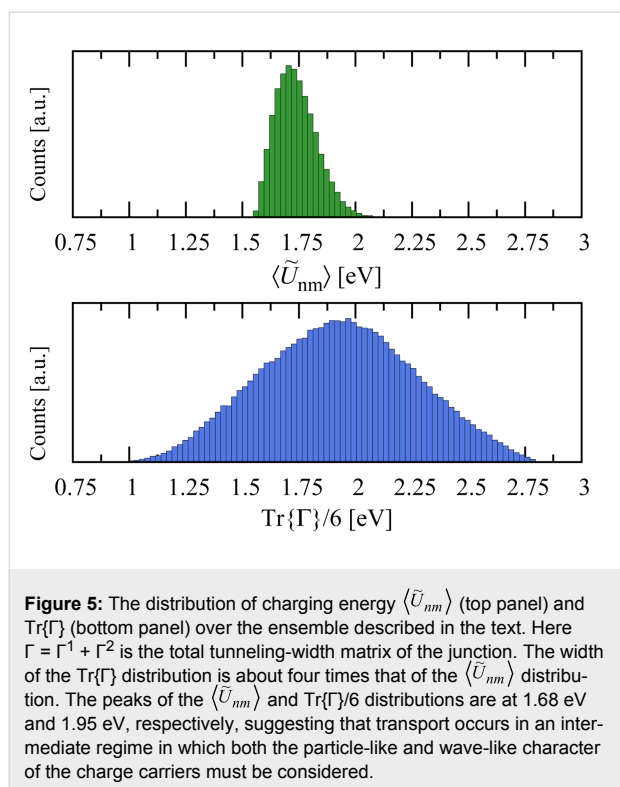 Counts [a.u.]
0.75 1 1.25 1.5 1.75 2 2.25 2.5 2.75 3
⟨Ũnm⟩ [eV]
Counts [a.u.]
0.75 1 1.25 1.5 1.75 2 2.25 2.5 2.75 3
Tr{Γ}/6 [eV]
Figure 5: The distribution of charging energy ⟨Ũnm⟩ (top panel) and
Tr{Γ} (bottom panel) over the ensemble described in the text. Here
Γ = Γ¹ + Γ² is the total tunneling-width matrix of the junction. The width
of the Tr{Γ} distribution is about four times that of the ⟨Ũnm⟩ distribu-
tion. The peaks of the ⟨Ũnm⟩ and Tr{Γ}/6 distributions are at 1.68 eV
and 1.95 eV, respectively, suggesting that transport occurs in an inter-
mediate regime in which both the particle-like and wave-like character
of the charge carriers must be considered.